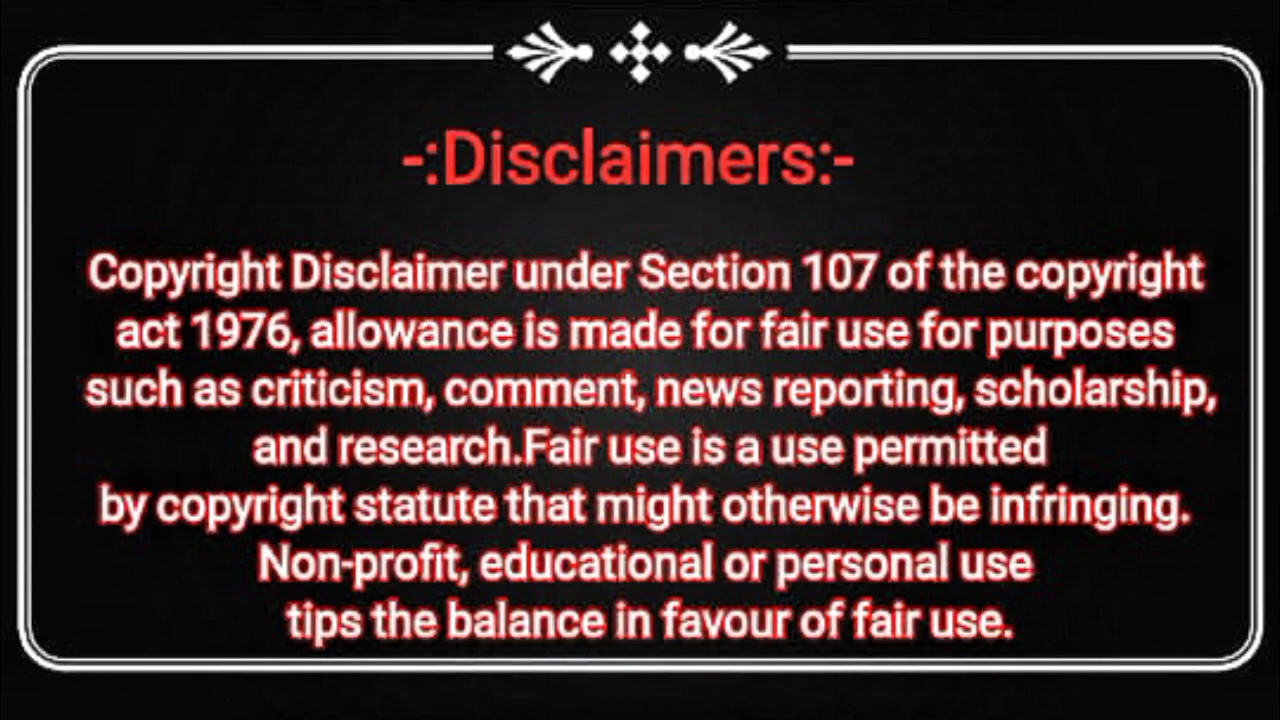 -:Disclaimers:-
Copyright Disclaimer under Section 107 of the copyright
act 1976, allowance is made for fair use for purposes
such as criticism, comment, news reporting, scholarship,
and research.Fair use is a use permitted
by copyright statute that might otherwise be infringing.
Non-profit, educational or personal use
tips the balance in favour of fair use.